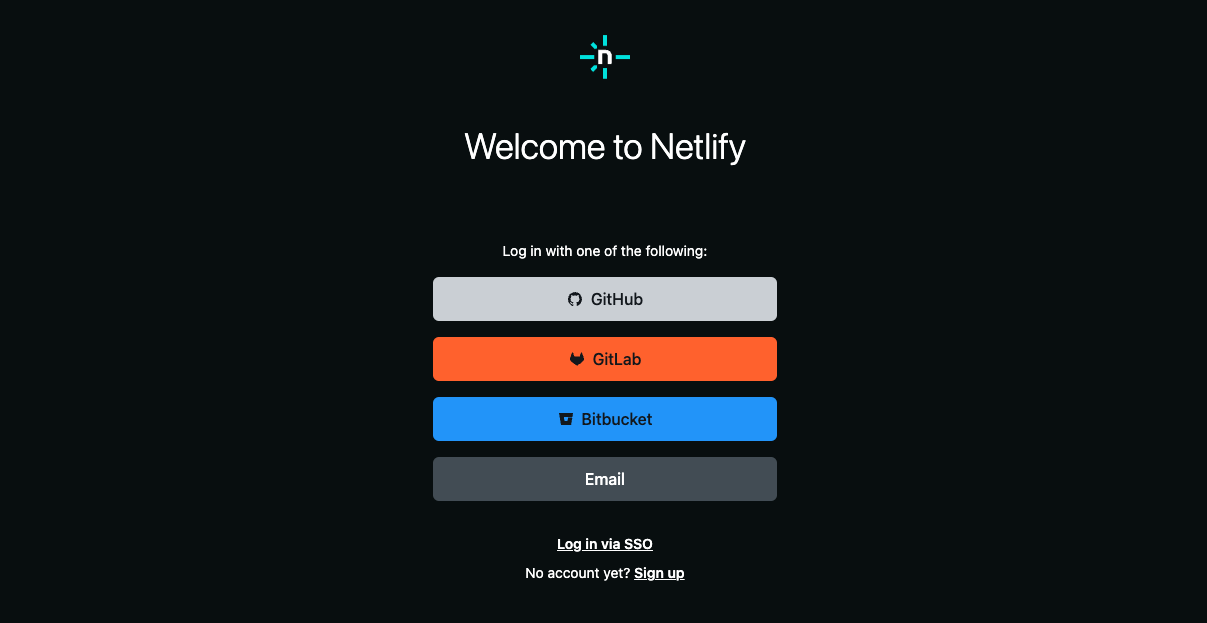 n
Welcome to Netlify
Log in with one of the following:
GitHub
GitLab
Bitbucket
Email
Log in via SSO
No account yet? Sign up